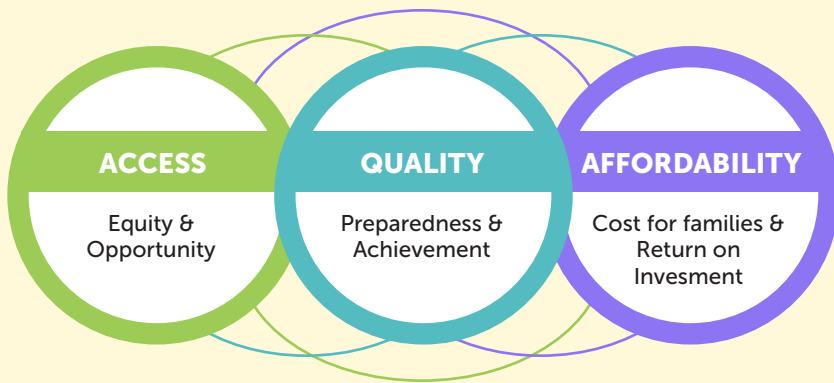 ACCESS
Equity &
Opportunity
QUALITY
Preparedness &
Achievement
AFFORDABILITY
Cost for families &
Return on
Invesment